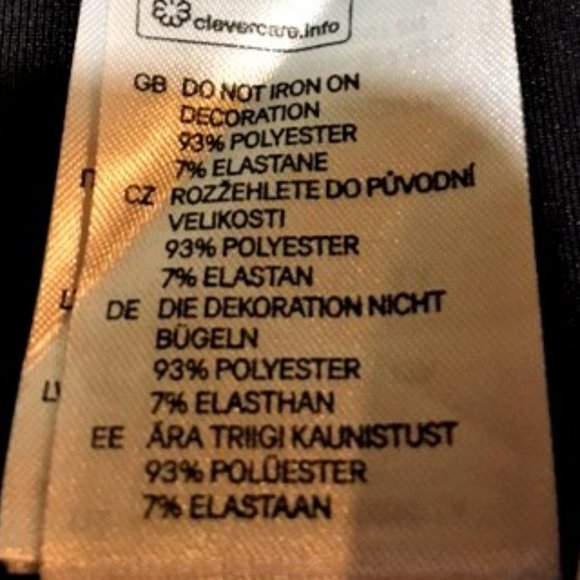 clevercare.info
GB DO NOT IRON ON
DECORATION
93% POLYESTER
7% ELASTANE
CZ ROZŽEHLETE DO PŮVODNÍ
VELIKOSTI
93% POLYESTER
7% ELASTAN
DE DIE DEKORATION NICHT
BÜGELN
93% POLYESTER
7% ELASTHAN
EE ÄRA TRIIGI KAUNISTUST
93% POLÜESTER
7% ELASTAAN